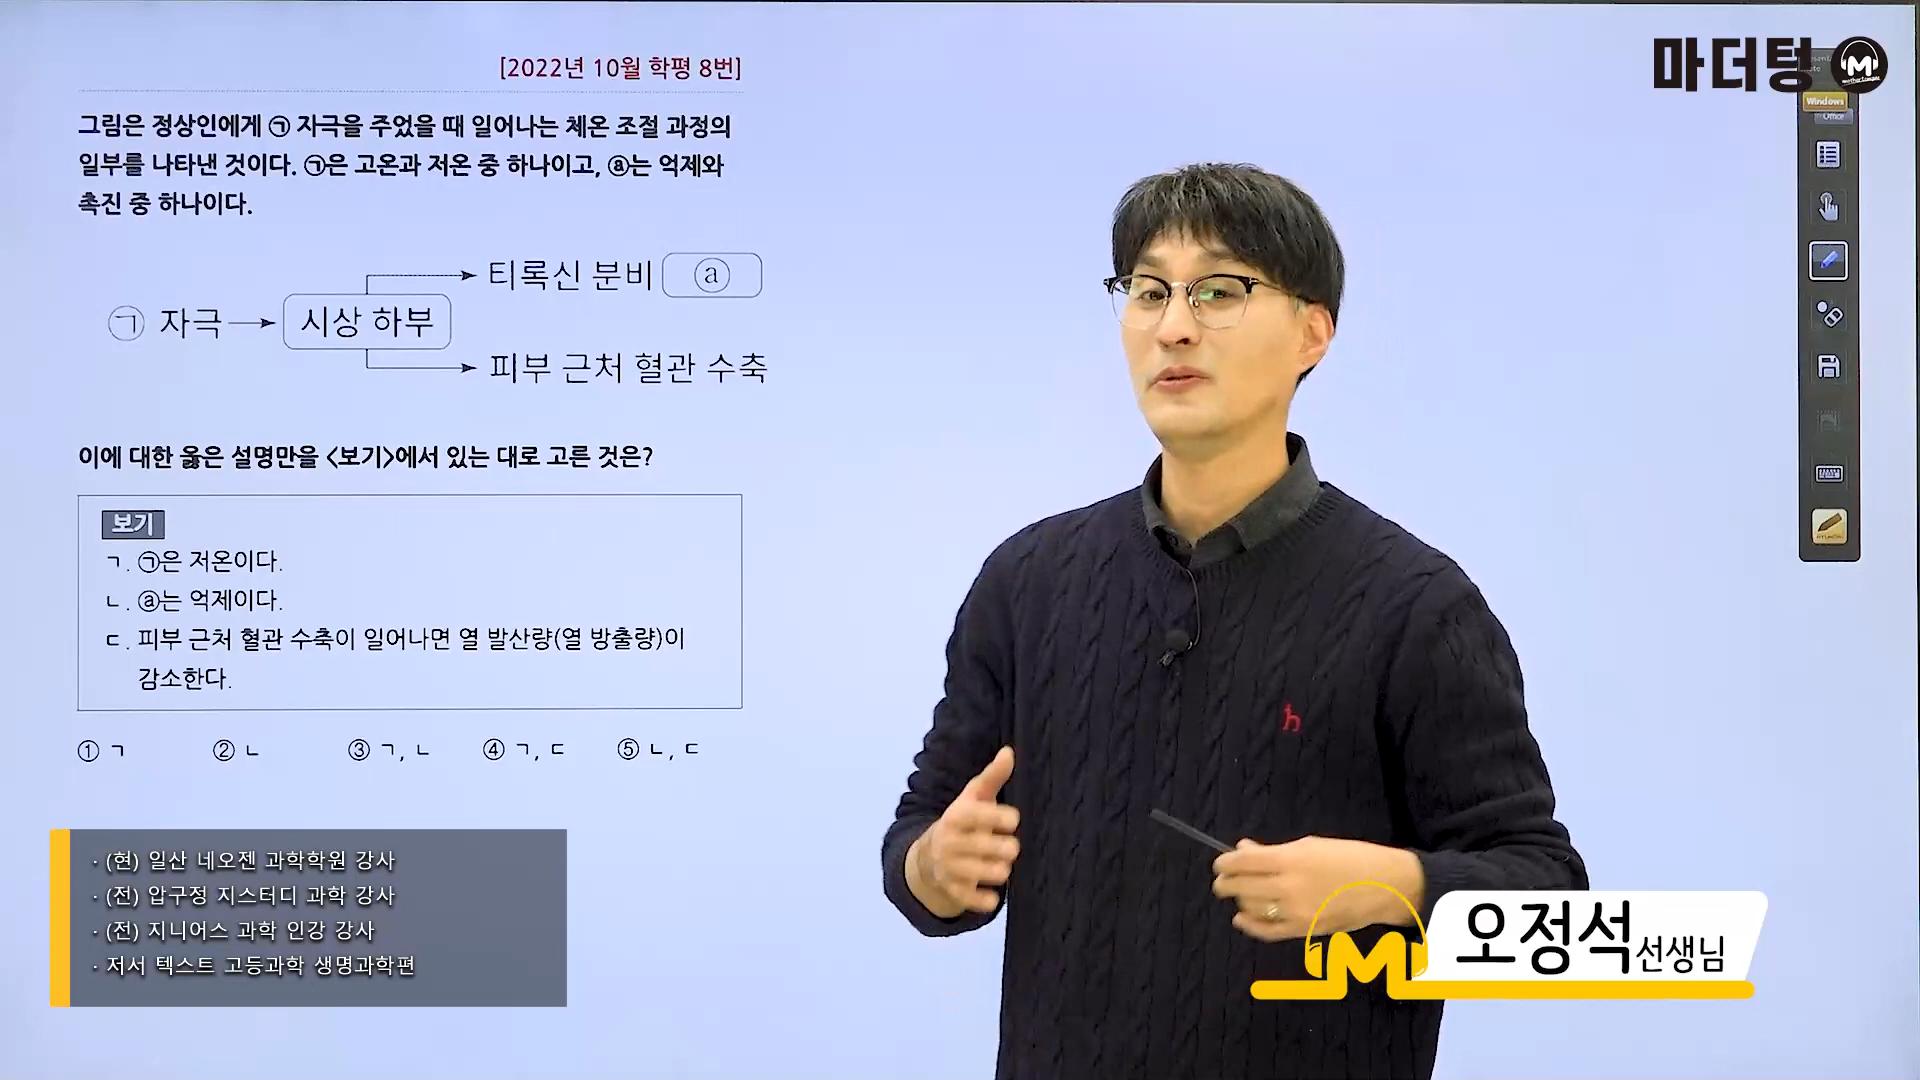 마더텅
M
[2022년 10월 학평 8번]
그림은 정상인에게 ㉠ 자극을 주었을 때 일어나는 체온 조절 과정의
일부를 나타낸 것이다. ㉠은 고온과 저온 중 하나이고, ⓐ는 억제와
촉진 중 하나이다.
티록신 분비 ⓐ
㉠ 자극
시상 하부
피부 근처 혈관 수축
이에 대한 옳은 설명만을 <보기>에서 있는 대로 고른 것은?
보기
ㄱ. ㉠은 저온이다.
ㄴ. ⓐ는 억제이다.
ㄷ. 피부 근처 혈관 수축이 일어나면 열 발산량(열 방출량)이
감소한다.
① ㄱ ② ㄴ ③ ㄱ, ㄴ ④ ㄱ, ㄷ ⑤ ㄴ, ㄷ
Windows
Office
· (현) 일산 네오젠 과학학원 강사
· (전) 압구정 지스터디 과학 강사
· (전) 지니어스 과학 인강 강사
· 저서 텍스트 고등과학 생명과학편
h
M
오정석선생님